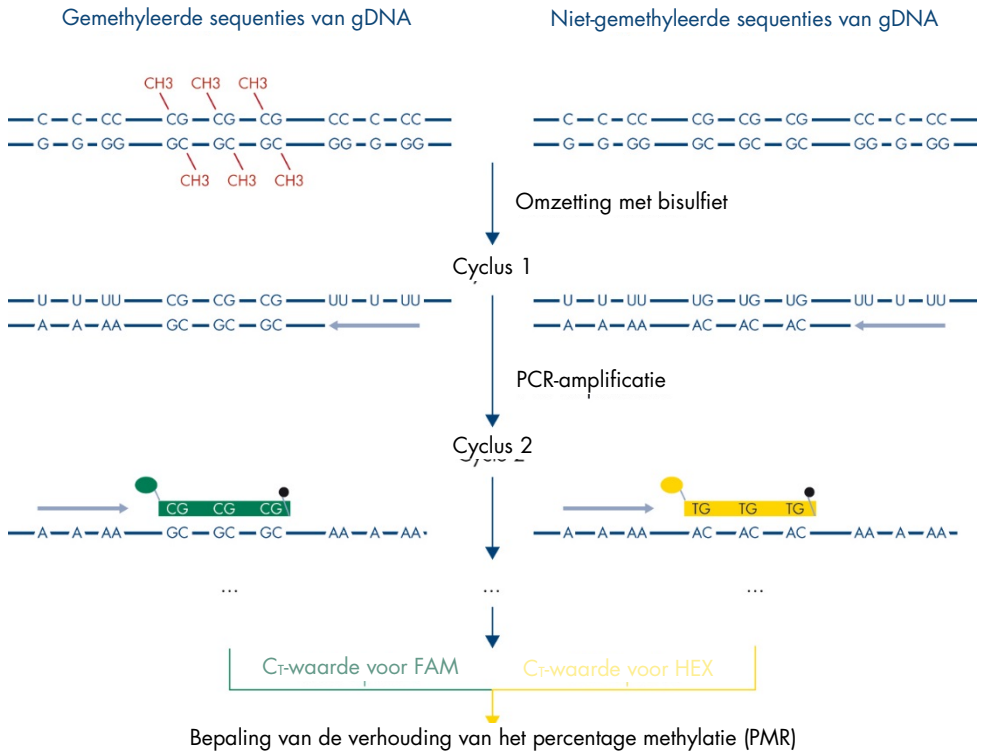 Gemethyleerde sequenties van gDNA
Niet-gemethyleerde sequenties van gDNA
CH3 CH3 CH3
C C CC CG CG CG CC C CC
G G GG GC GC GC GG G GG
CH3 CH3 CH3
C C CC CG CG CG CC C CC
G G GG GC GC GC GG G GG
Omzetting met bisulfiet
Cyclus 1
U U UU CG CG CG UU U UU
A A AA GC GC GC
U U UU UG UG UG UU U UU
A A AA AC AC AC
PCR-amplificatie
Cyclus 2
CG CG CG
A A AA GC GC GC AA A AA
TG TG TG
A A AA AC AC AC AA A AA
... ... ...
CT-waarde voor FAM
CT-waarde voor HEX
Bepaling van de verhouding van het percentage methylatie (PMR)